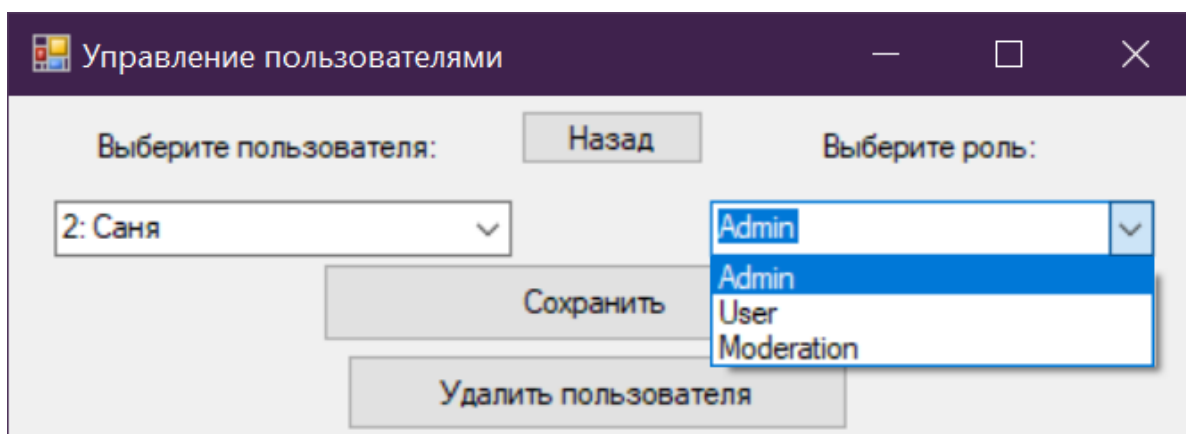 Управление пользователями
Выберите пользователя:
Назад
Выберите роль:
2: Саня
Admin
Admin
User
Moderation
Сохранить
Удалить пользователя